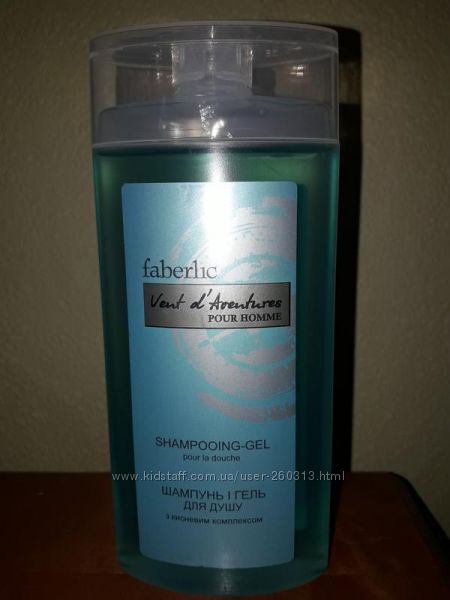 faberlic
Vent d'Aventures
POUR HOMME
SHAMPOOING-GEL
pour la douche
www.kidstaff.com.ua/user-260313.html
ШАМПУНЬ І ГЕЛЬ
ДЛЯ ДУШУ
з кисневим комплексом